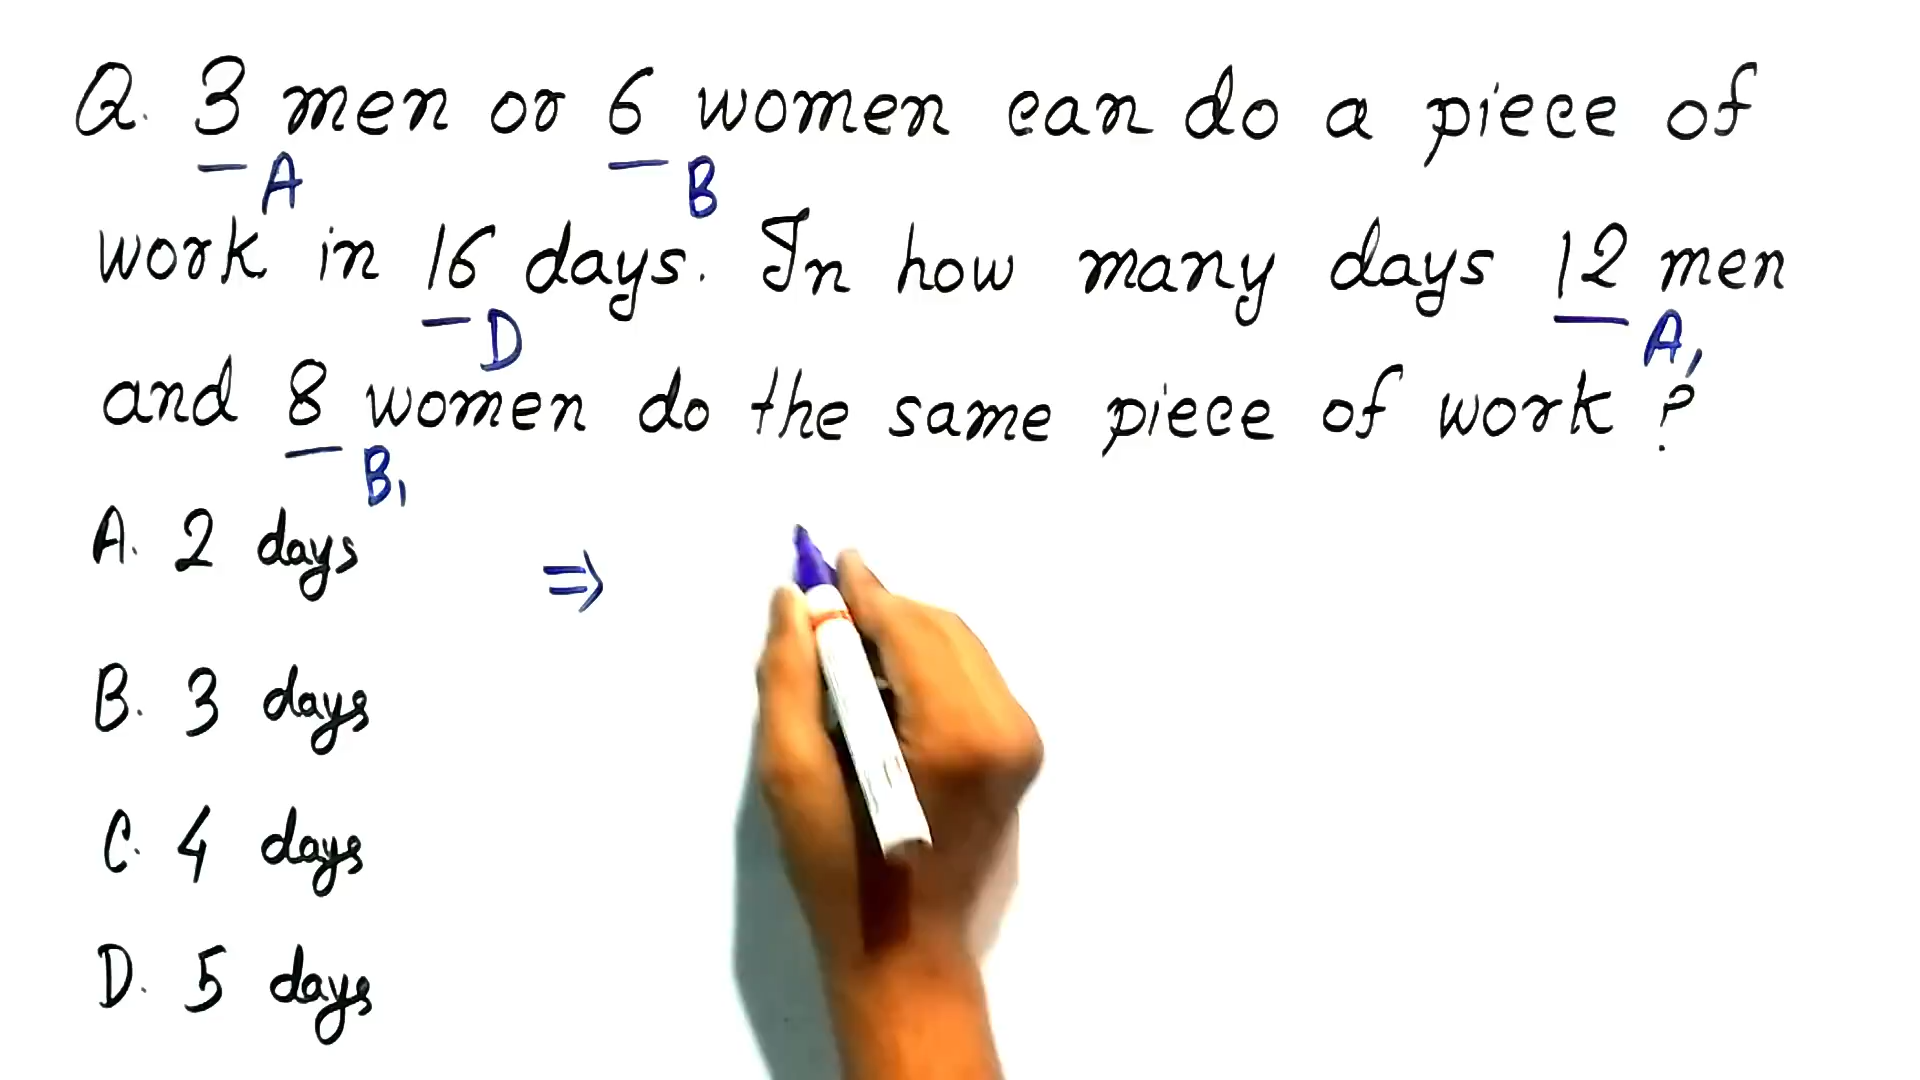 Q. 3 men or 6 women can do a piece of
A B
work in 16 days. In how many days 12 men
D A1
and 8 women do the same piece of work ?
B1
A. 2 days ⇒
B. 3 days
C. 4 days
D. 5 days